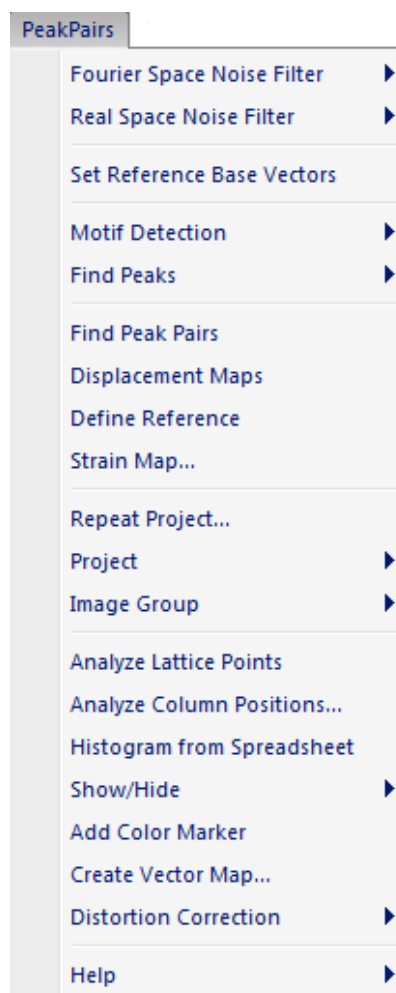 PeakPairs
Fourier Space Noise Filter
Real Space Noise Filter
Set Reference Base Vectors
Motif Detection
Find Peaks
Find Peak Pairs
Displacement Maps
Define Reference
Strain Map...
Repeat Project...
Project
Image Group
Analyze Lattice Points
Analyze Column Positions...
Histogram from Spreadsheet
Show/Hide
Add Color Marker
Create Vector Map...
Distortion Correction
Help